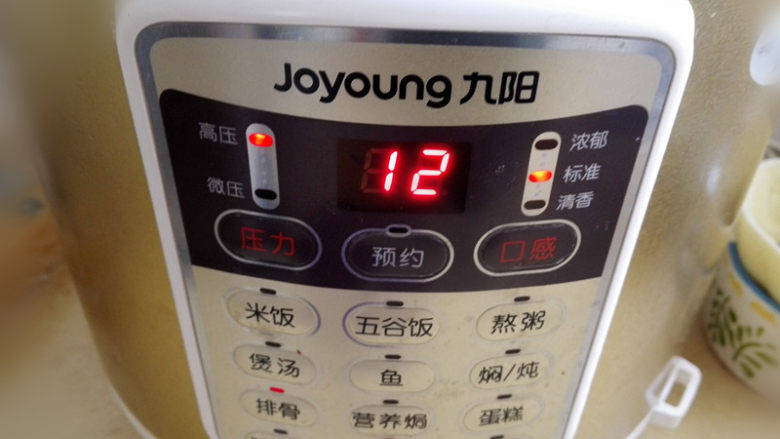 Joyoung 九阳
高压
微压
12
浓郁
标准
清香
压力 预约 口感
米饭 五谷饭 熬粥
煲汤 鱼 焖/炖
排骨 营养焗 蛋糕